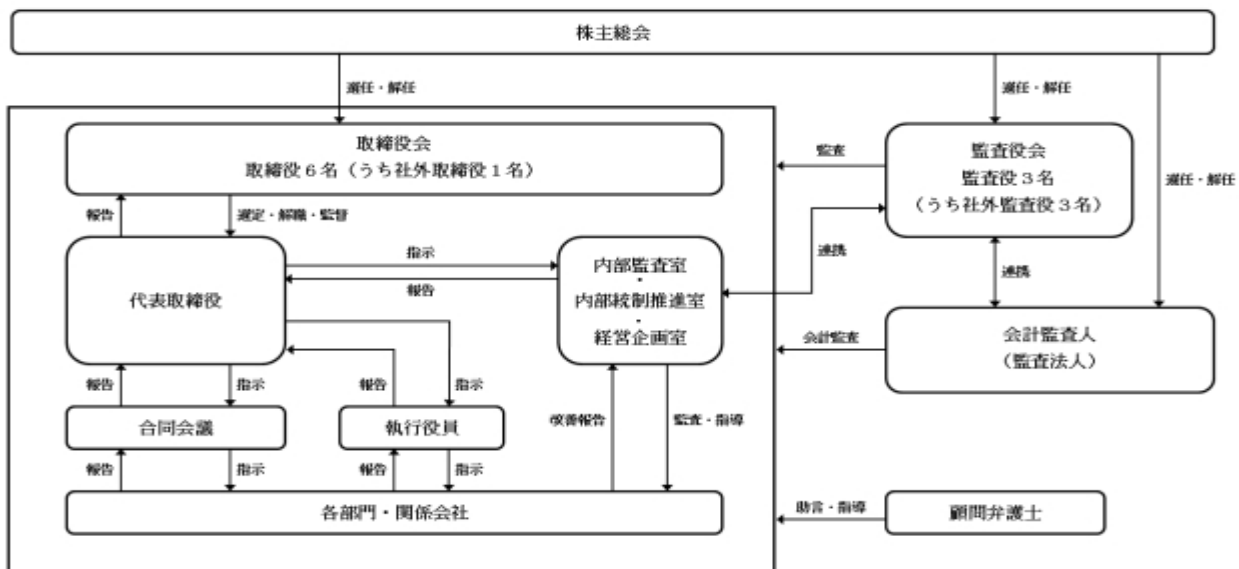 株主総会
選任・解任
選任・解任
選任・解任
取締役会
取締役6名（うち社外取締役1名）
監査
監査役会
監査役3名
（うち社外監査役3名）
報告
選定・解職・監督
代表取締役
指示
報告
内部監査室
・
内部統制推進室
・
経営企画室
連携
連携
会計監査
会計監査人
（監査法人）
報告
指示
報告
指示
合同会議
執行役員
改善報告
監査・指導
報告
指示
報告
指示
各部門・関係会社
助言・指導
顧問弁護士